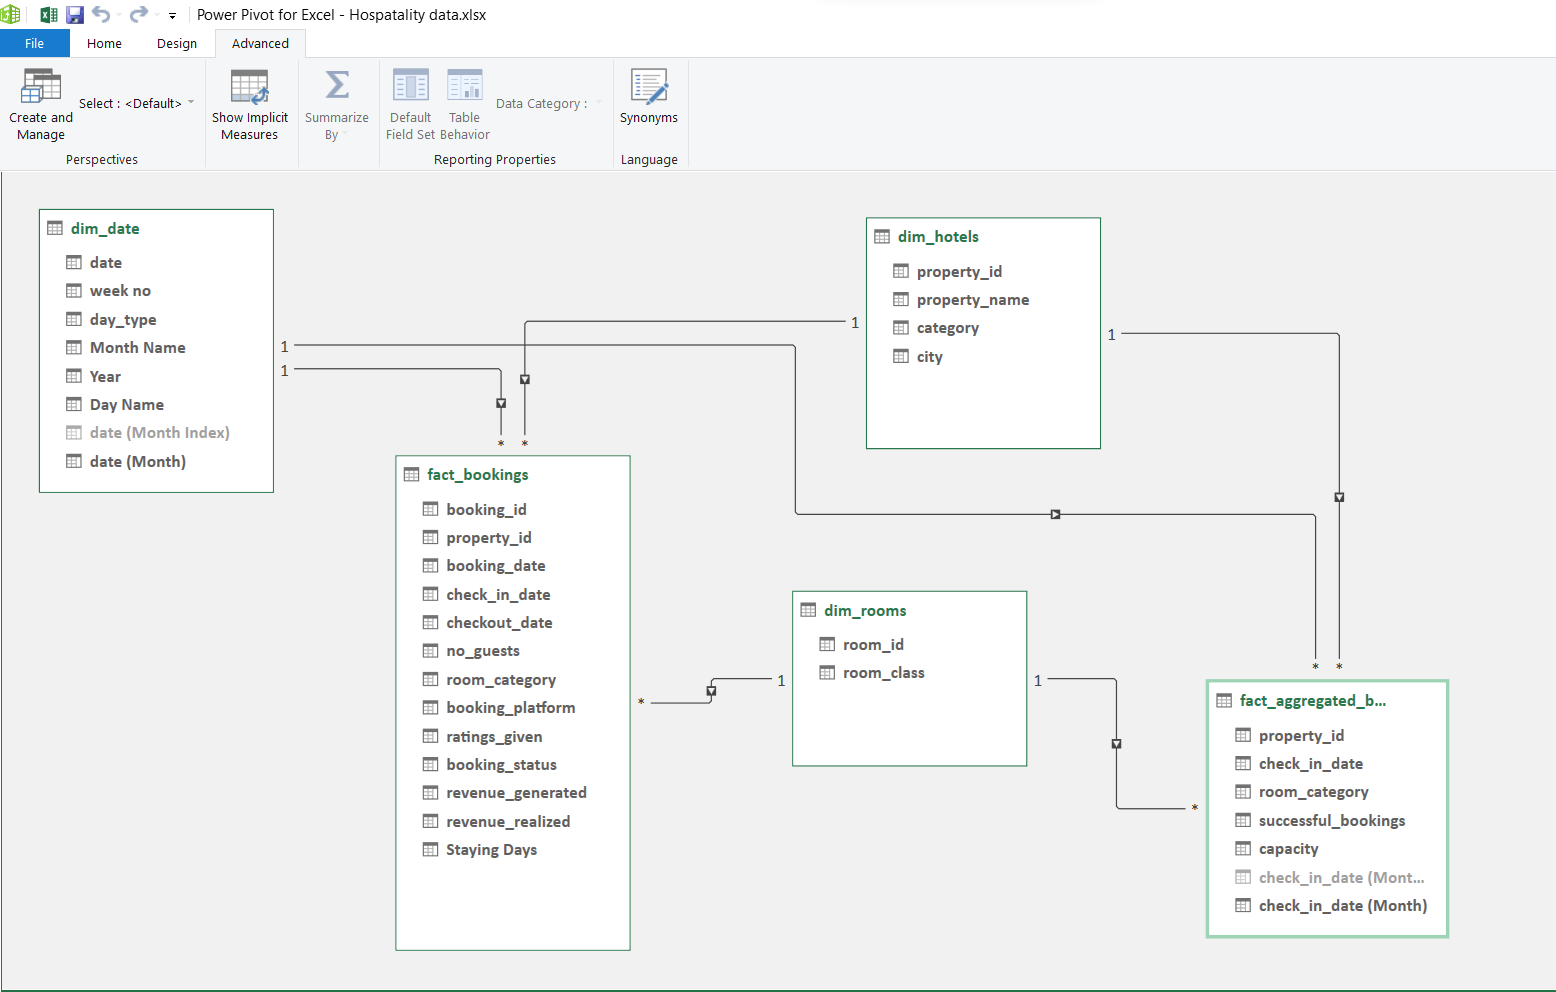 Power Pivot for Excel - Hospatality data.xlsx
File Home Design Advanced
Create and Manage
Select : <Default>
Perspectives
Show Implicit Measures
Summarize By
Default Field Set
Table Behavior
Data Category :
Reporting Properties
Synonyms
Language
dim_date
date
week no
day_type
Month Name
Year
Day Name
date (Month Index)
date (Month)
1
1
* *
dim_hotels
property_id
property_name
category
city
1
1
fact_bookings
booking_id
property_id
booking_date
check_in_date
checkout_date
no_guests
room_category
booking_platform
ratings_given
booking_status
revenue_generated
revenue_realized
Staying Days
*
dim_rooms
room_id
room_class
1
1
* *
*
fact_aggregated_b...
property_id
check_in_date
room_category
successful_bookings
capacity
check_in_date (Mont...
check_in_date (Month)